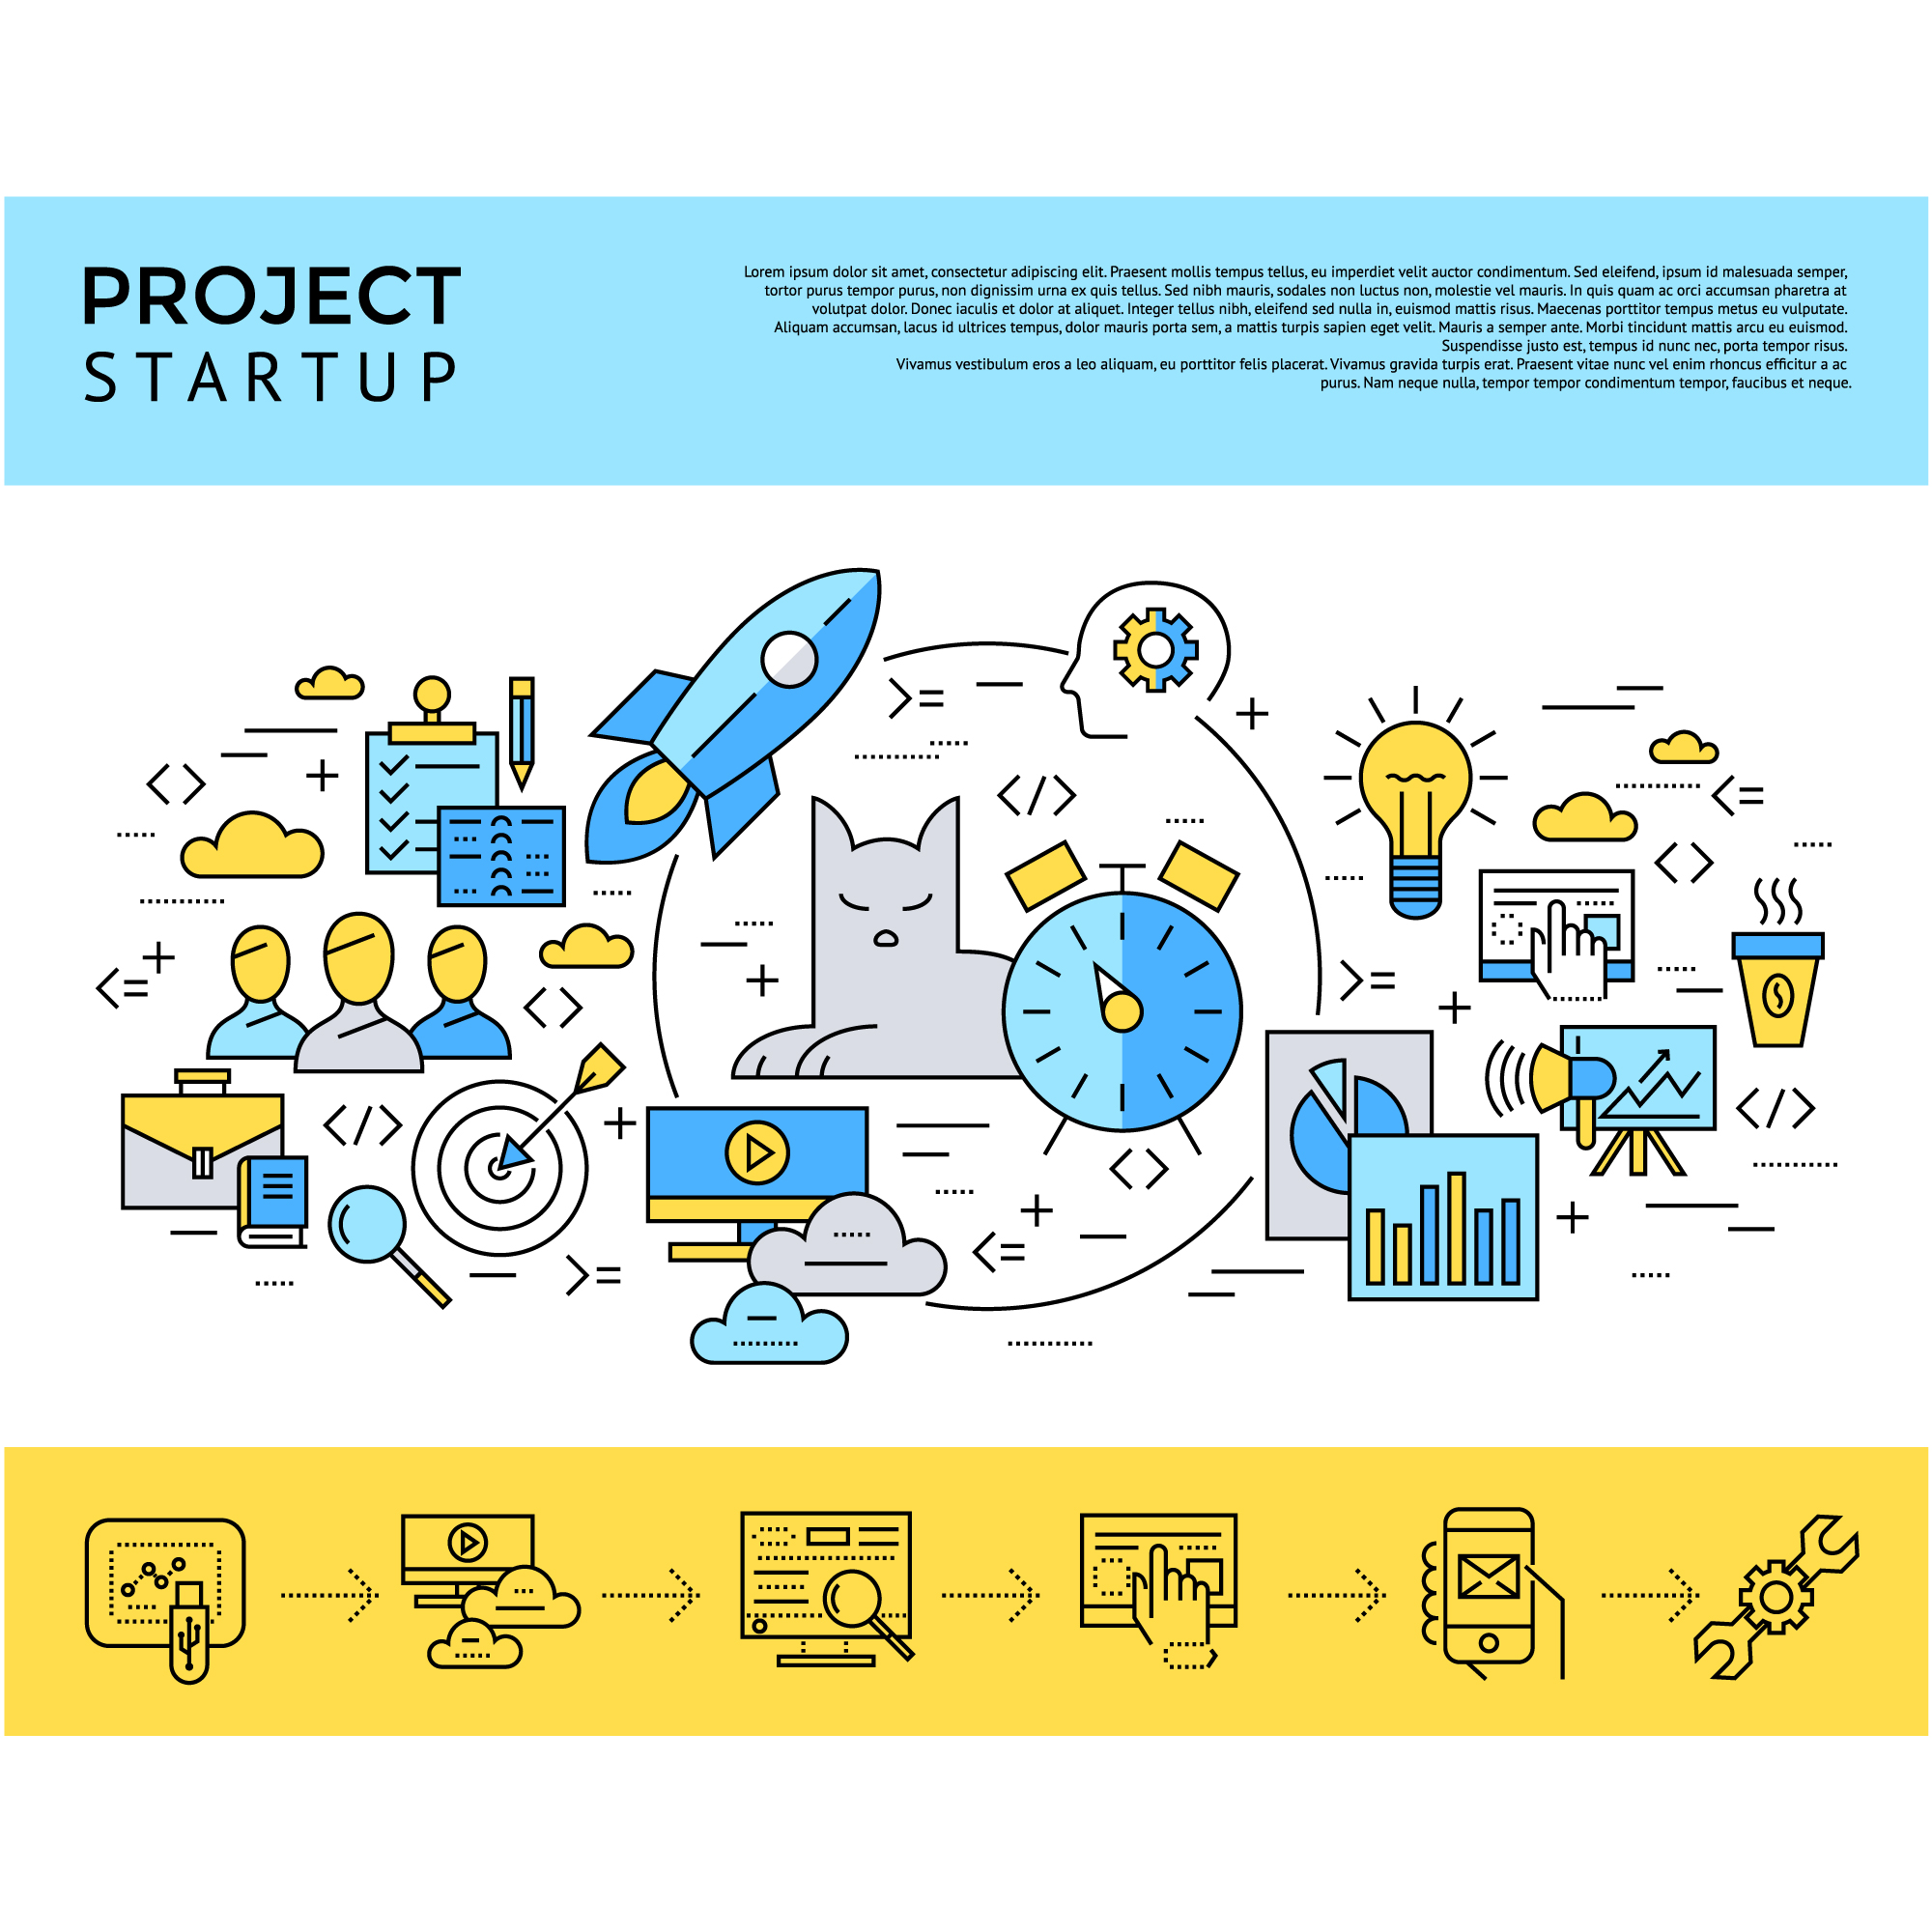 PROJECT
STARTUP
Lorem ipsum dolor sit amet, consectetur adipiscing elit. Praesent mollis tempus tellus, eu imperdiet velit auctor condimentum. Sed eleifend, ipsum id malesuada semper,
tortor purus tempor purus, non dignissim urna ex quis tellus. Sed nibh mauris, sodales non luctus non, molestie vel mauris. In quis quam ac orci accumsan pharetra at
volutpat dolor. Donec iaculis et dolor at aliquet. Integer tellus nibh, eleifend sed nulla in, euismod mattis risus. Maecenas porttitor tempus metus eu vulputate.
Aliquam accumsan, lacus id ultrices tempus, dolor mauris porta sem, a mattis turpis sapien eget velit. Mauris a semper ante. Morbi tincidunt mattis arcu eu euismod.
Suspendisse justo est, tempus id nunc nec, porta tempor risus.
Vivamus vestibulum eros a leo aliquam, eu porttitor felis placerat. Vivamus gravida turpis erat. Praesent vitae nunc vel enim rhoncus efficitur a ac
purus. Nam neque nulla, tempor tempor condimentum tempor, faucibus et neque.